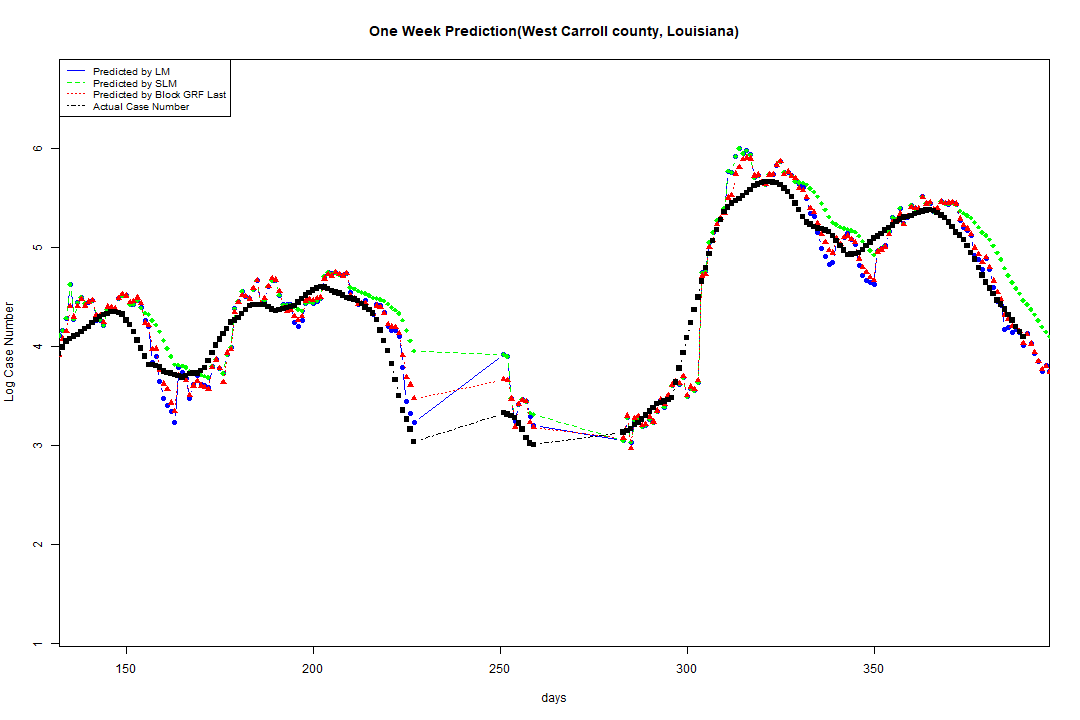 One Week Prediction(West Carroll county, Louisiana)
Predicted by LM
Predicted by SLM
Predicted by Block GRF Last
Actual Case Number
Log Case Number
6
5
4
3
2
1
150 200 250 300 350
days